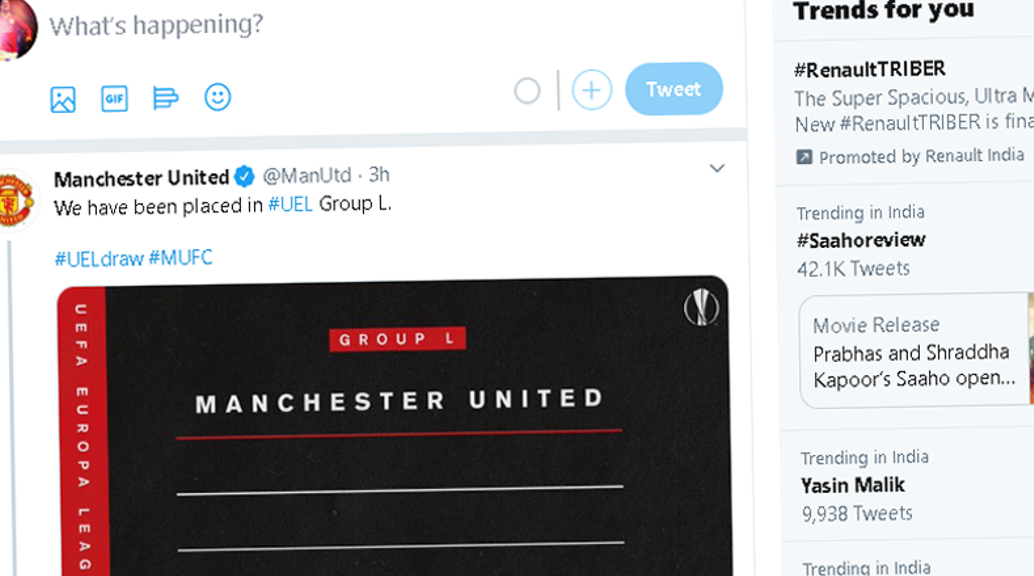 What's happening?
GIF
Tweet
Manchester United @ManUtd · 3h
We have been placed in #UEL Group L.
#UELdraw #MUFC
UEFA EUROPA LEAG
GROUP L
MANCHESTER UNITED
Trends for you
#RenaultTRIBER
The Super Spacious, Ultra M
New #RenaultTRIBER is fina
Promoted by Renault India
Trending in India
#Saahoreview
42.1K Tweets
Movie Release
Prabhas and Shraddha
Kapoor's Saaho open...
Trending in India
Yasin Malik
9,938 Tweets
Trending in India